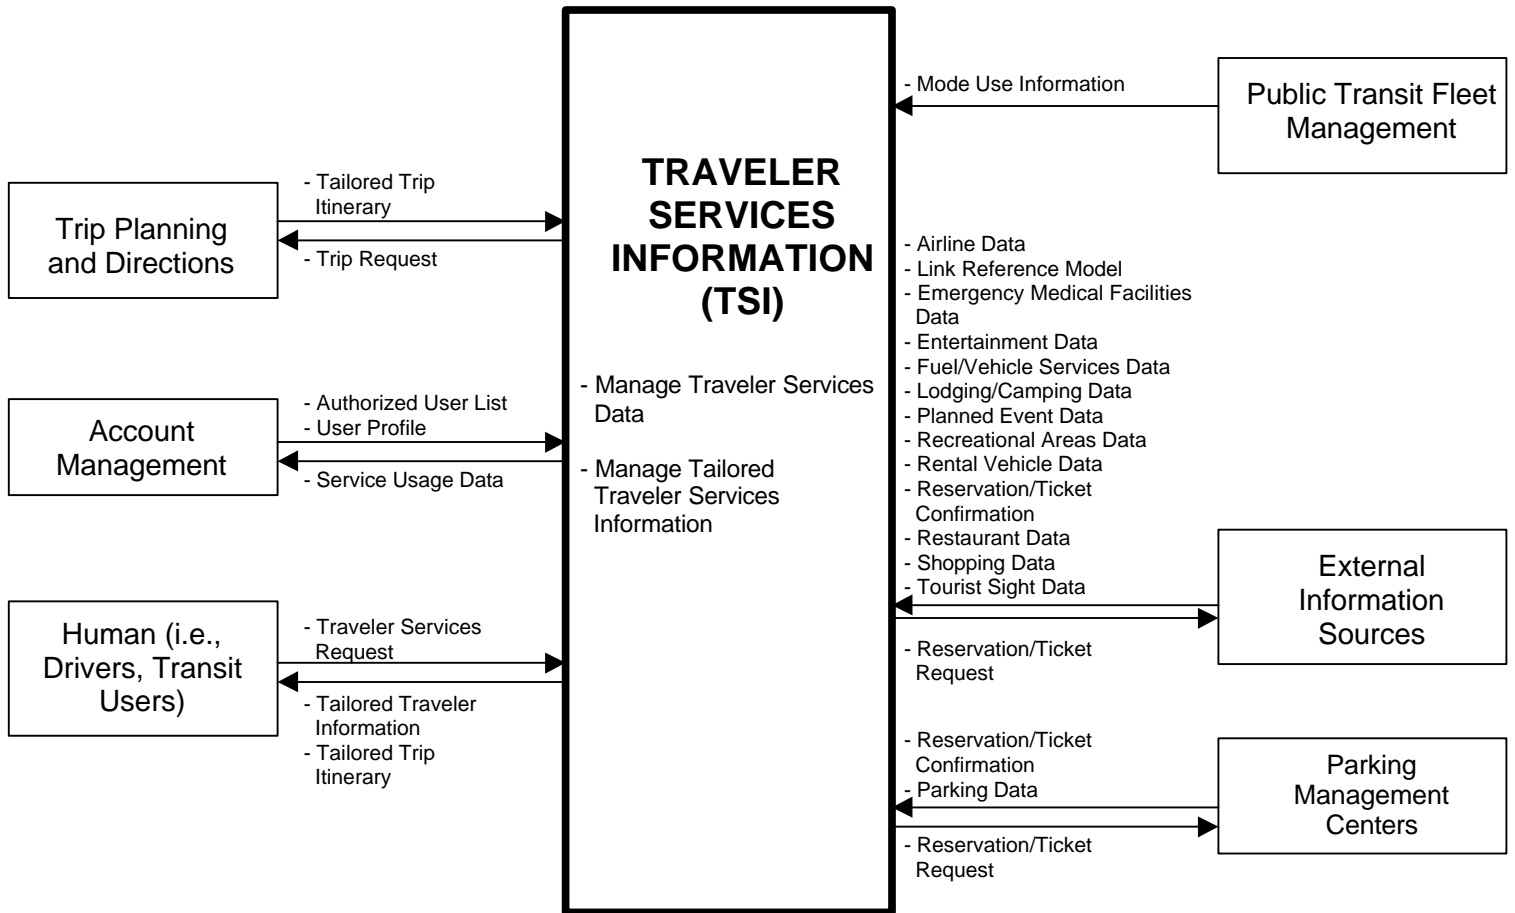 Trip Planning
and Directions
- Tailored Trip
Itinerary
- Trip Request
Account
Management
- Authorized User List
- User Profile
- Service Usage Data
Human (i.e.,
Drivers, Transit
Users)
- Traveler Services
Request
- Tailored Traveler
Information
- Tailored Trip
Itinerary
TRAVELER
SERVICES
INFORMATION
(TSI)
- Manage Traveler Services
Data
- Manage Tailored
Traveler Services
Information
- Mode Use Information
Public Transit Fleet
Management
- Airline Data
- Link Reference Model
- Emergency Medical Facilities
Data
- Entertainment Data
- Fuel/Vehicle Services Data
- Lodging/Camping Data
- Planned Event Data
- Recreational Areas Data
- Rental Vehicle Data
- Reservation/Ticket
Confirmation
- Restaurant Data
- Shopping Data
- Tourist Sight Data
- Reservation/Ticket
Request
External
Information
Sources
- Reservation/Ticket
Confirmation
- Parking Data
- Reservation/Ticket
Request
Parking
Management
Centers